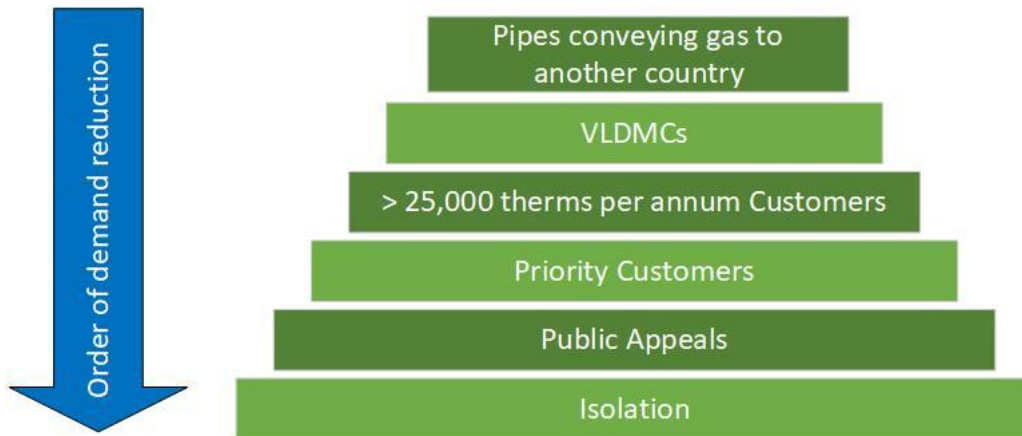 Order of demand reduction
Pipes conveying gas to
another country
VLDMCs
> 25,000 therms per annum Customers
Priority Customers
Public Appeals
Isolation